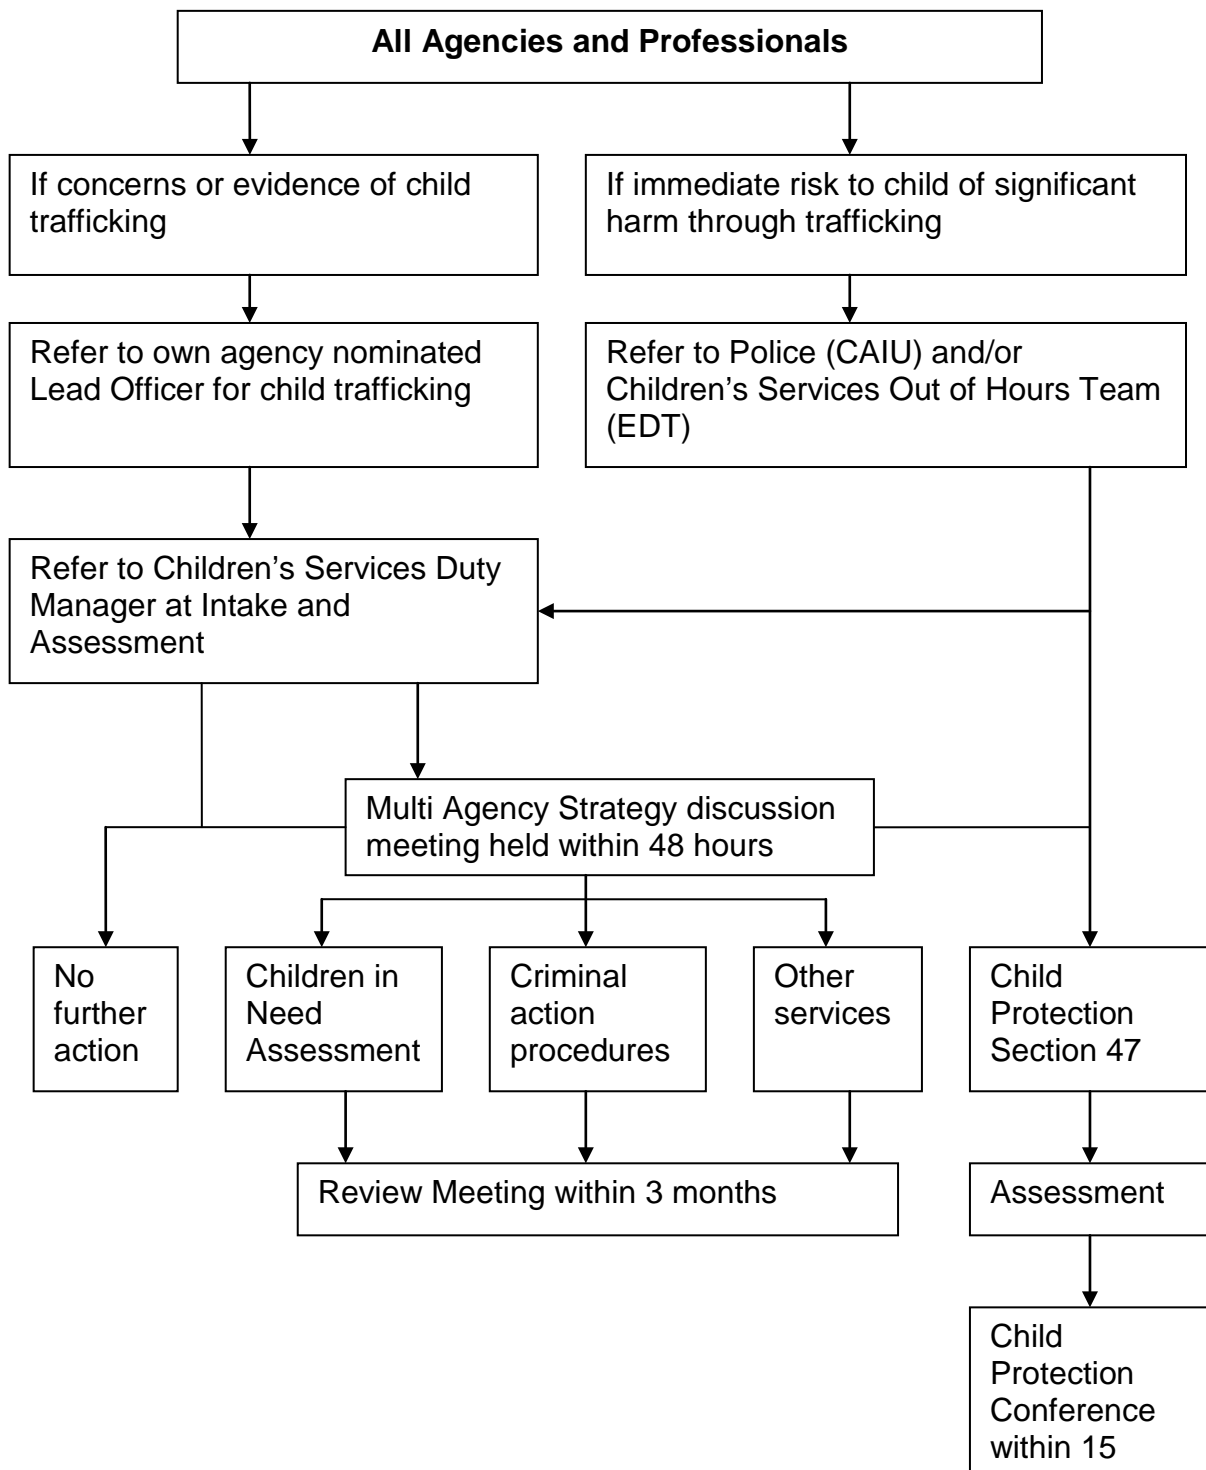 All Agencies and Professionals
If concerns or evidence of child
trafficking
If immediate risk to child of significant
harm through trafficking
Refer to own agency nominated
Lead Officer for child trafficking
Refer to Police (CAIU) and/or
Children’s Services Out of Hours Team
(EDT)
Refer to Children’s Services Duty
Manager at Intake and
Assessment
Multi Agency Strategy discussion
meeting held within 48 hours
No
further
action
Children in
Need
Assessment
Criminal
action
procedures
Other
services
Child
Protection
Section 47
Review Meeting within 3 months
Assessment
Child
Protection
Conference
within 15